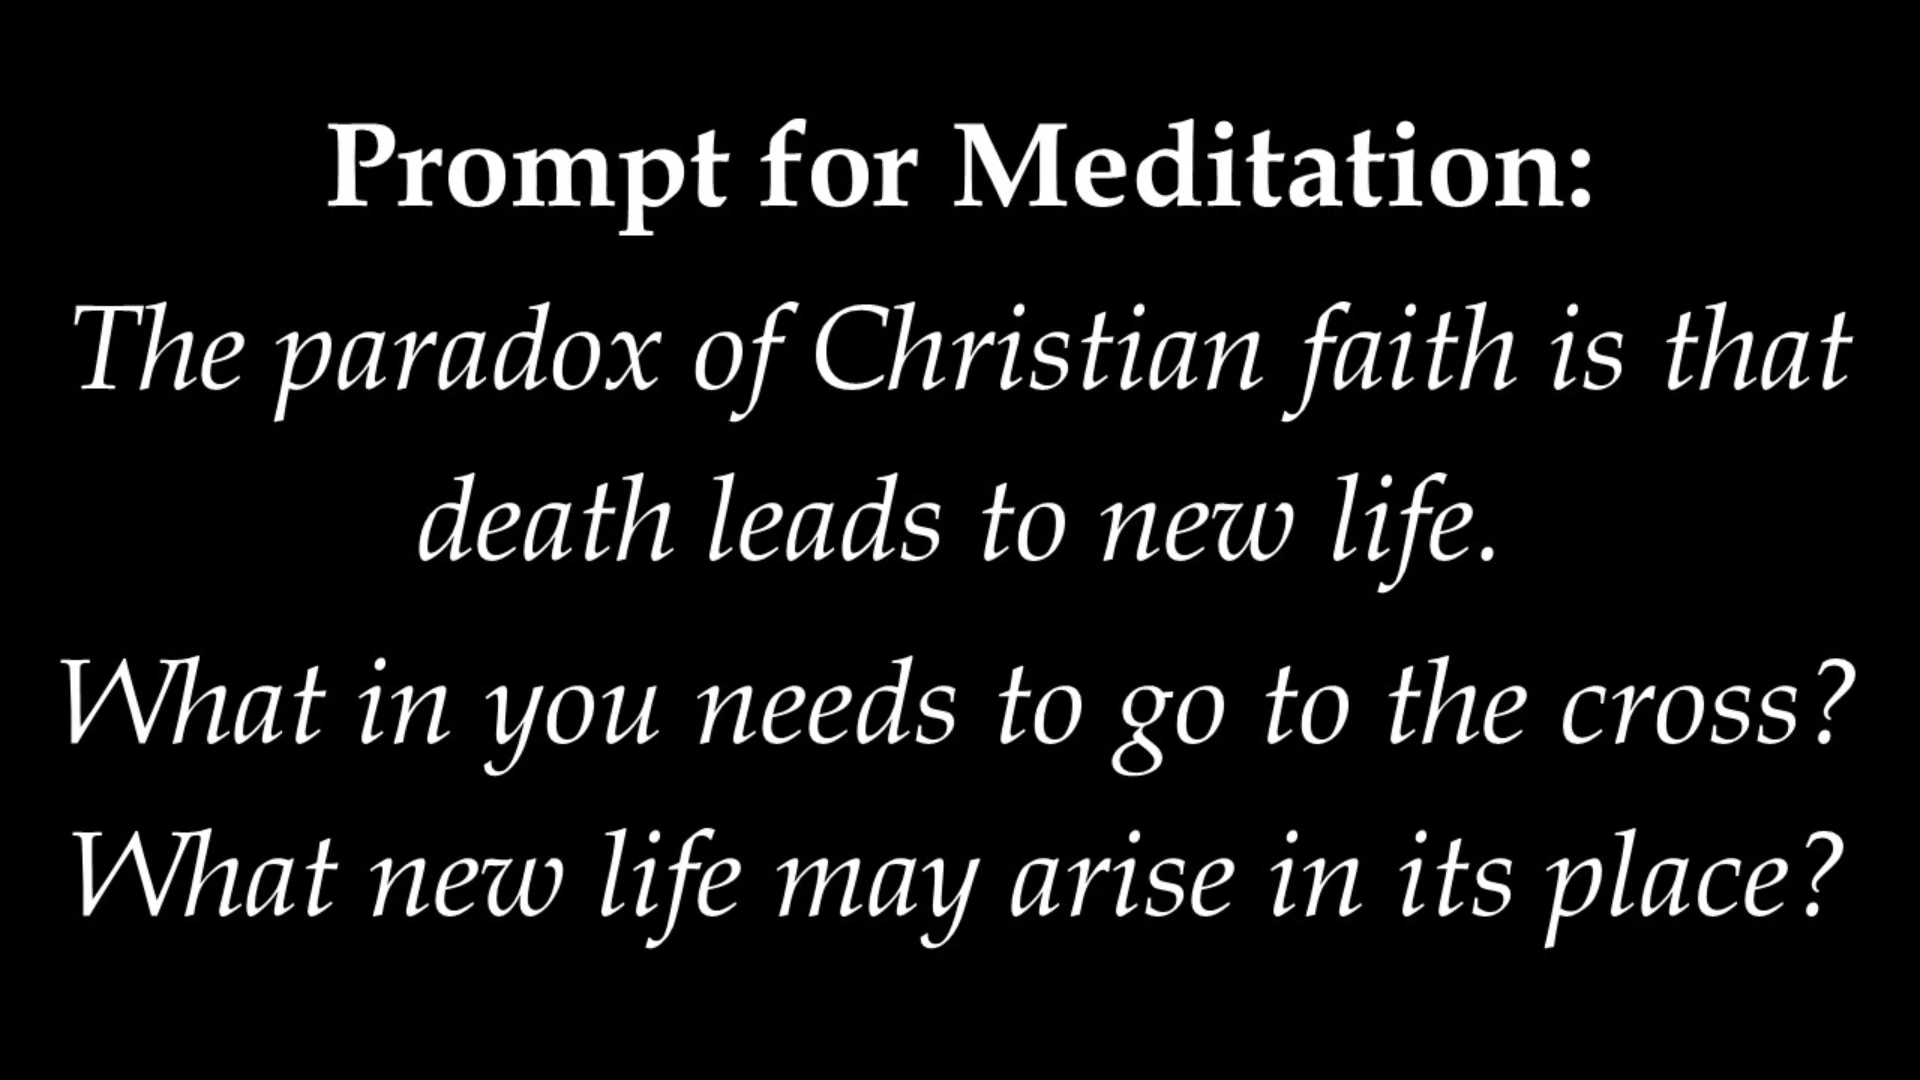 Prompt for Meditation:
The paradox of Christian faith is that
death leads to new life.
What in you needs to go to the cross?
What new life may arise in its place?